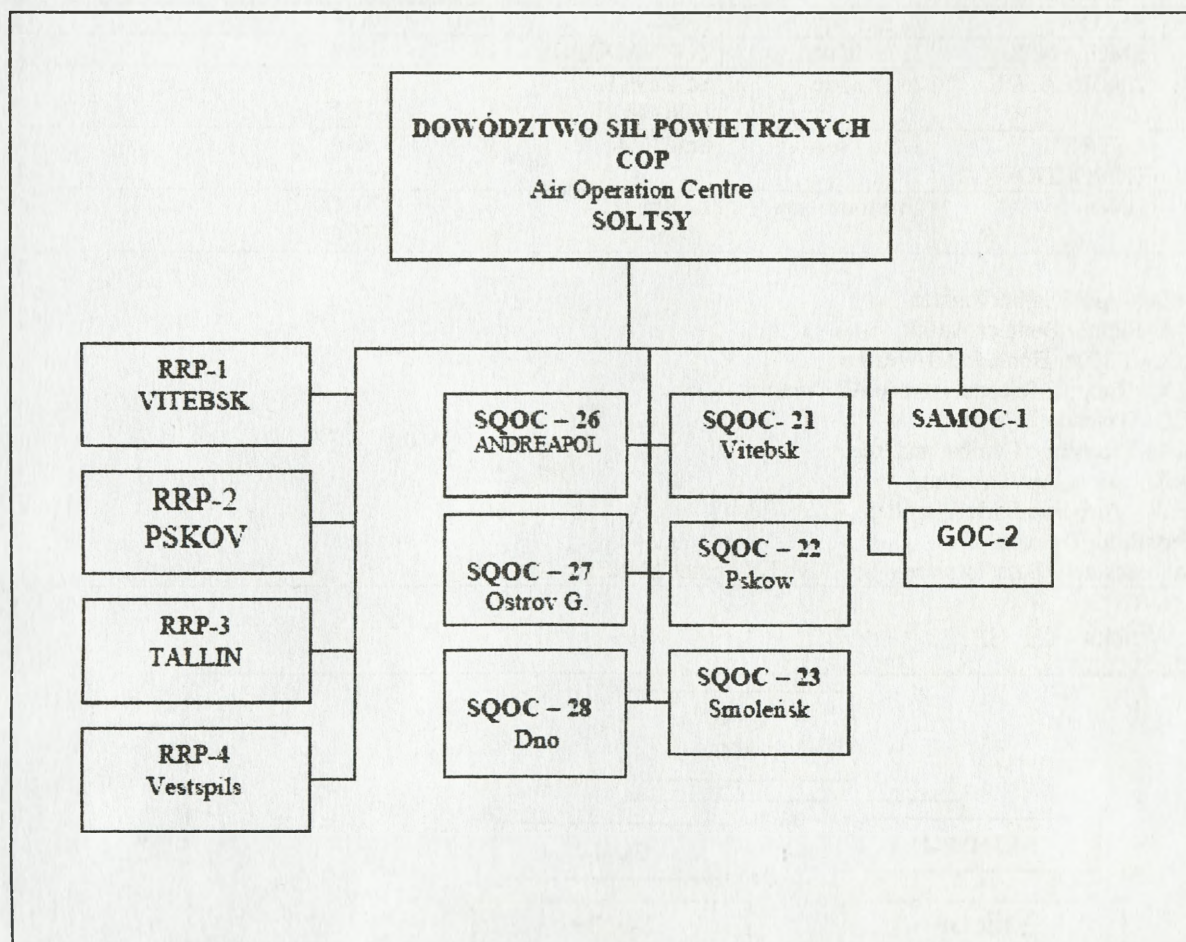 DOWÓDZTWO SIŁ POWIETRZNYCH
COP
Air Operation Centre
SOLTSY
RRP-1
VITEBSK
RRP-2
PSKOV
RRP-3
TALLIN
RRP-4
Vestspils
SQOC – 26
ANDREAPOL
SQOC – 27
Ostrov G.
SQOC – 28
Dno
SQOC- 21
Vitebsk
SQOC – 22
Pskow
SQOC – 23
Smoleńsk
SAMOC-1
GOC-2